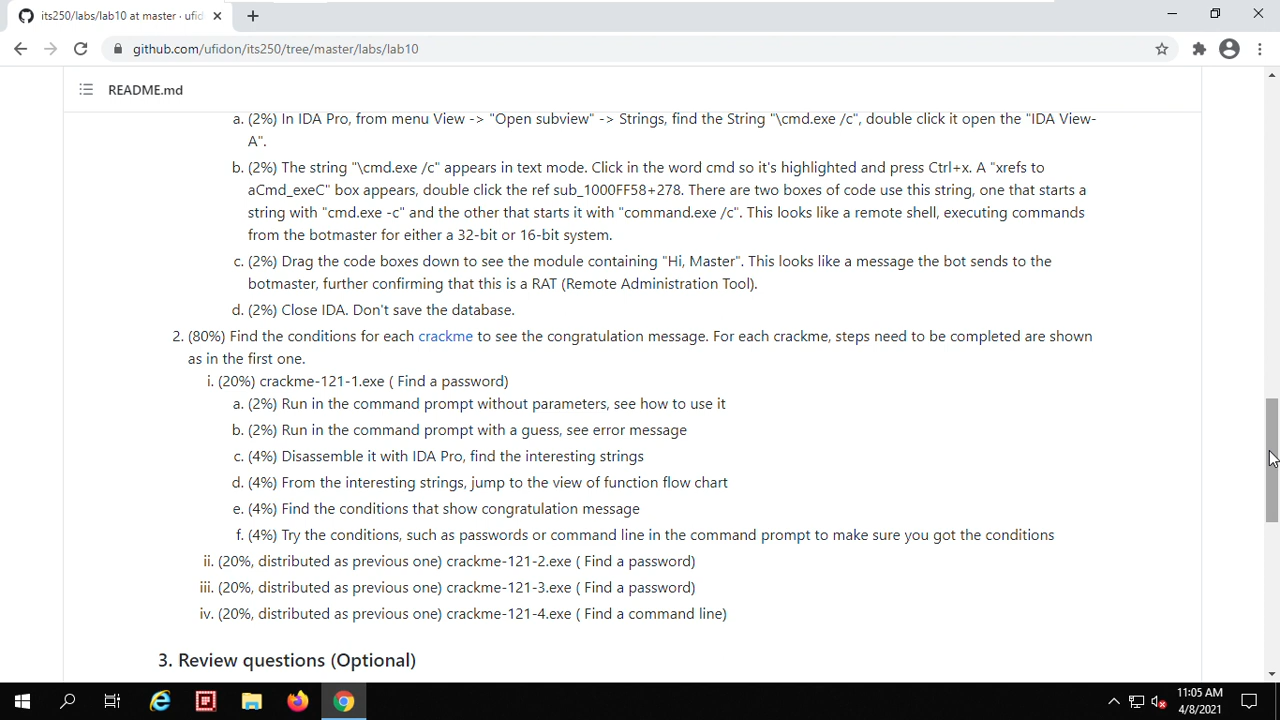 its250/labs/lab10 at master · ufid
github.com/ufidon/its250/tree/master/labs/lab10
README.md
a. (2%) In IDA Pro, from menu View -> "Open subview" -> Strings, find the String "\cmd.exe /c", double click it open the "IDA View-
A".
b. (2%) The string "\cmd.exe /c" appears in text mode. Click in the word cmd so it's highlighted and press Ctrl+x. A "xrefs to
aCmd_exeC" box appears, double click the ref sub_1000FF58+278. There are two boxes of code use this string, one that starts a
string with "cmd.exe -c" and the other that starts it with "command.exe /c". This looks like a remote shell, executing commands
from the botmaster for either a 32-bit or 16-bit system.
c. (2%) Drag the code boxes down to see the module containing "Hi, Master". This looks like a message the bot sends to the
botmaster, further confirming that this is a RAT (Remote Administration Tool).
d. (2%) Close IDA. Don't save the database.
2. (80%) Find the conditions for each crackme to see the congratulation message. For each crackme, steps need to be completed are shown
as in the first one.
i. (20%) crackme-121-1.exe ( Find a password)
a. (2%) Run in the command prompt without parameters, see how to use it
b. (2%) Run in the command prompt with a guess, see error message
c. (4%) Disassemble it with IDA Pro, find the interesting strings
d. (4%) From the interesting strings, jump to the view of function flow chart
e. (4%) Find the conditions that show congratulation message
f. (4%) Try the conditions, such as passwords or command line in the command prompt to make sure you got the conditions
ii. (20%, distributed as previous one) crackme-121-2.exe ( Find a password)
iii. (20%, distributed as previous one) crackme-121-3.exe ( Find a password)
iv. (20%, distributed as previous one) crackme-121-4.exe ( Find a command line)
3. Review questions (Optional)
11:05 AM
4/8/2021